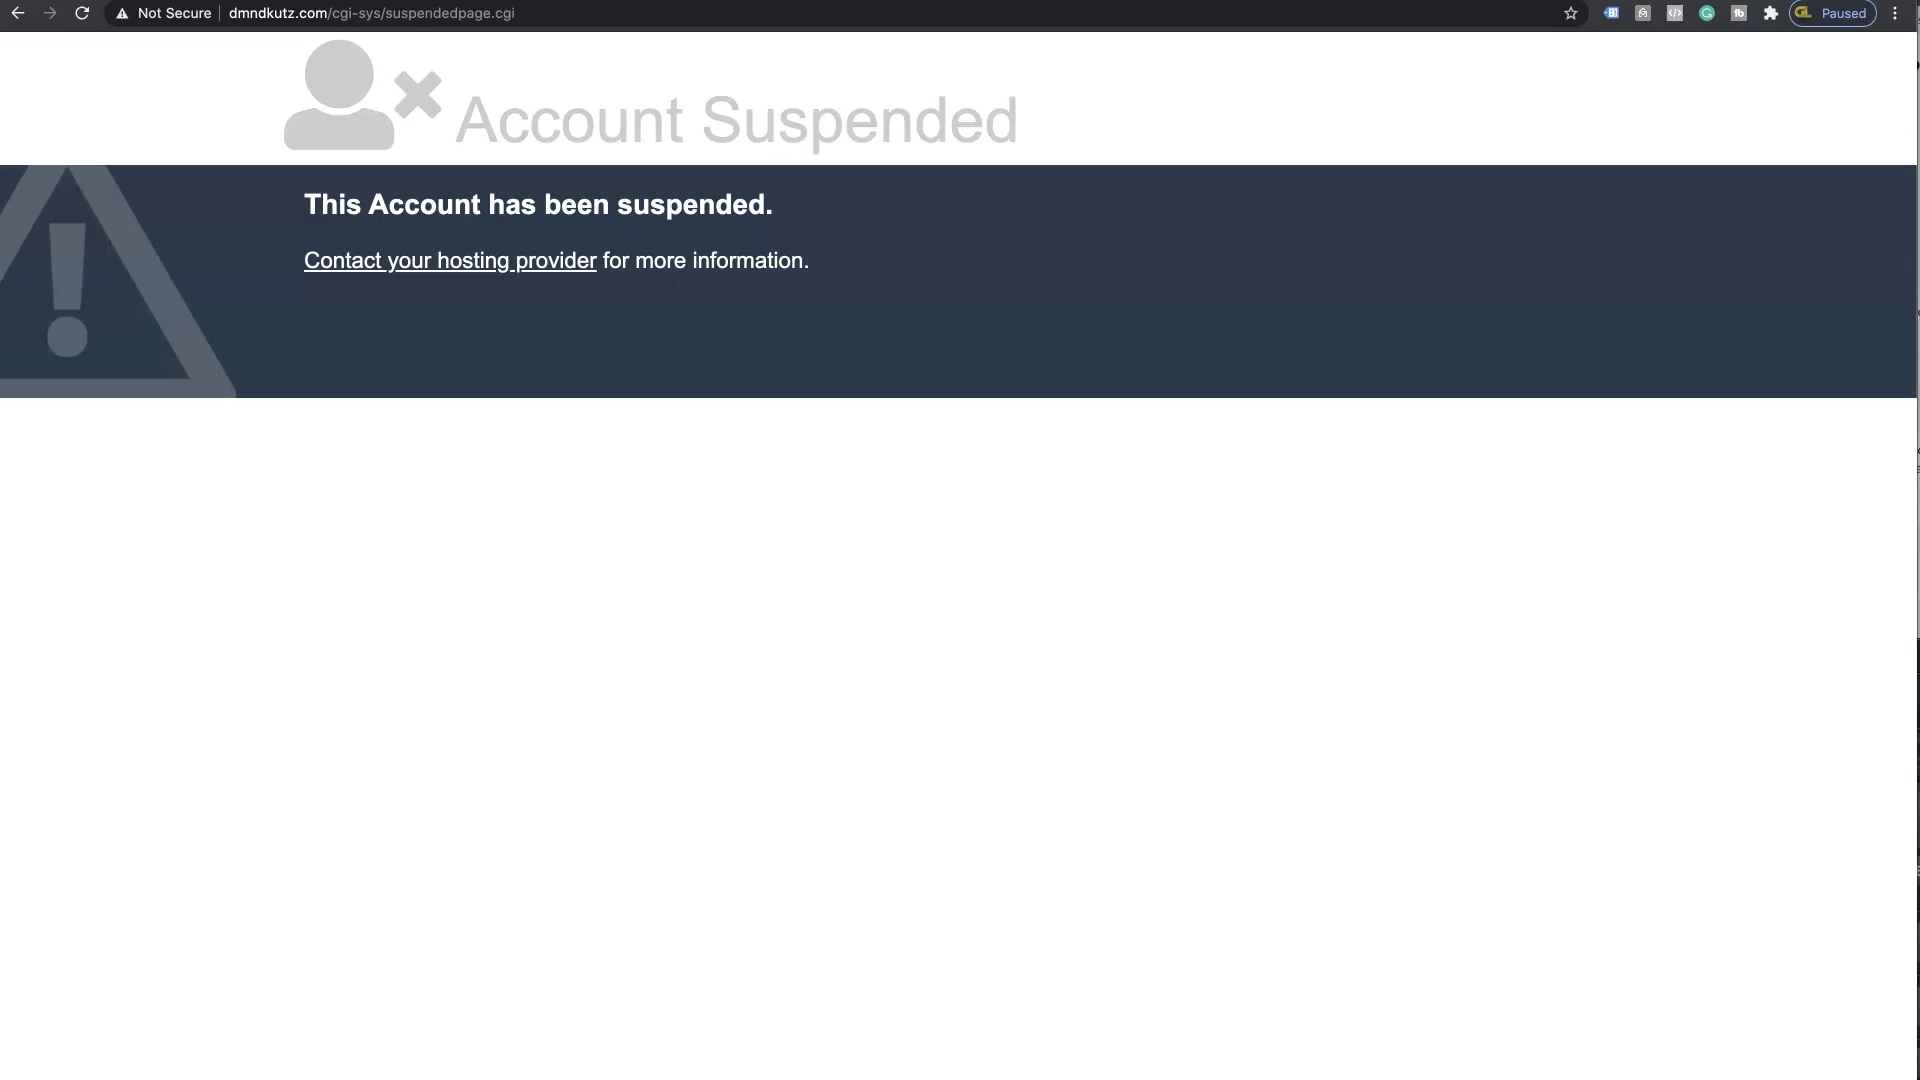 Not Secure dmndkutz.com/cgi-sys/suspendedpage.cgi Paused
Account Suspended
This Account has been suspended.
Contact your hosting provider for more information.